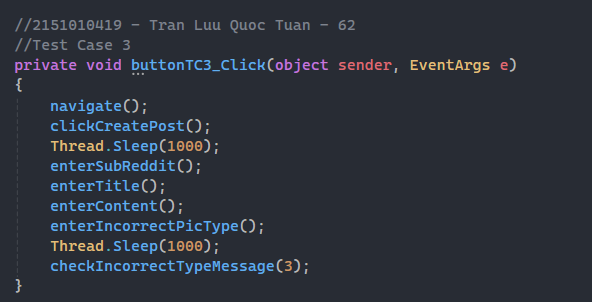 //2151010419 - Tran Luu Quoc Tuan - 62
//Test Case 3
private void buttonTC3_Click(object sender, EventArgs e)
{
    navigate();
    clickCreatePost();
    Thread.Sleep(1000);
    enterSubReddit();
    enterTitle();
    enterContent();
    enterIncorrectPicType();
    Thread.Sleep(1000);
    checkIncorrectTypeMessage(3);
}